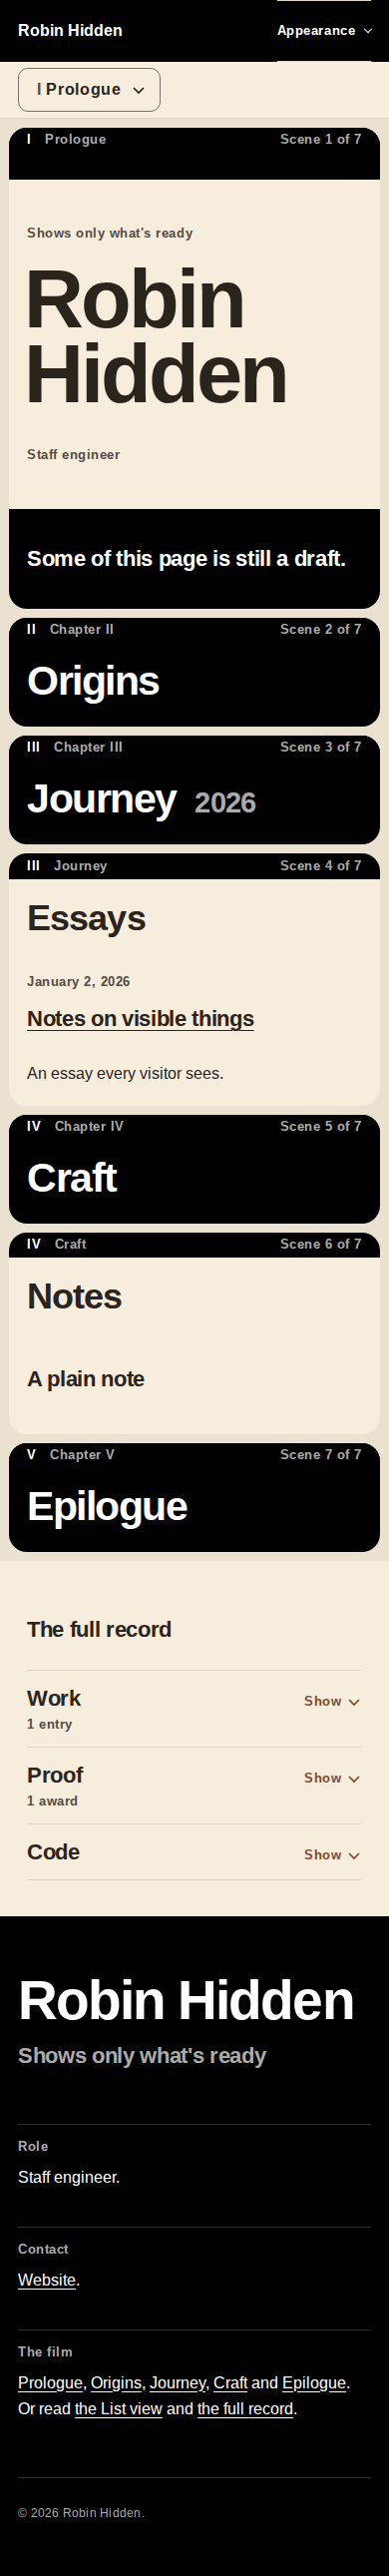 Robin Hidden
Appearance
I Prologue
I Prologue Scene 1 of 7
Shows only what's ready
Robin
Hidden
Staff engineer
Some of this page is still a draft.
II Chapter II Scene 2 of 7
Origins
III Chapter III Scene 3 of 7
Journey 2026
III Journey Scene 4 of 7
Essays
January 2, 2026
Notes on visible things
An essay every visitor sees.
IV Chapter IV Scene 5 of 7
Craft
IV Craft Scene 6 of 7
Notes
A plain note
V Chapter V Scene 7 of 7
Epilogue
The full record
Work Show
1 entry
Proof Show
1 award
Code Show
Robin Hidden
Shows only what's ready
Role
Staff engineer.
Contact
Website.
The film
Prologue, Origins, Journey, Craft and Epilogue.
Or read the List view and the full record.
© 2026 Robin Hidden.